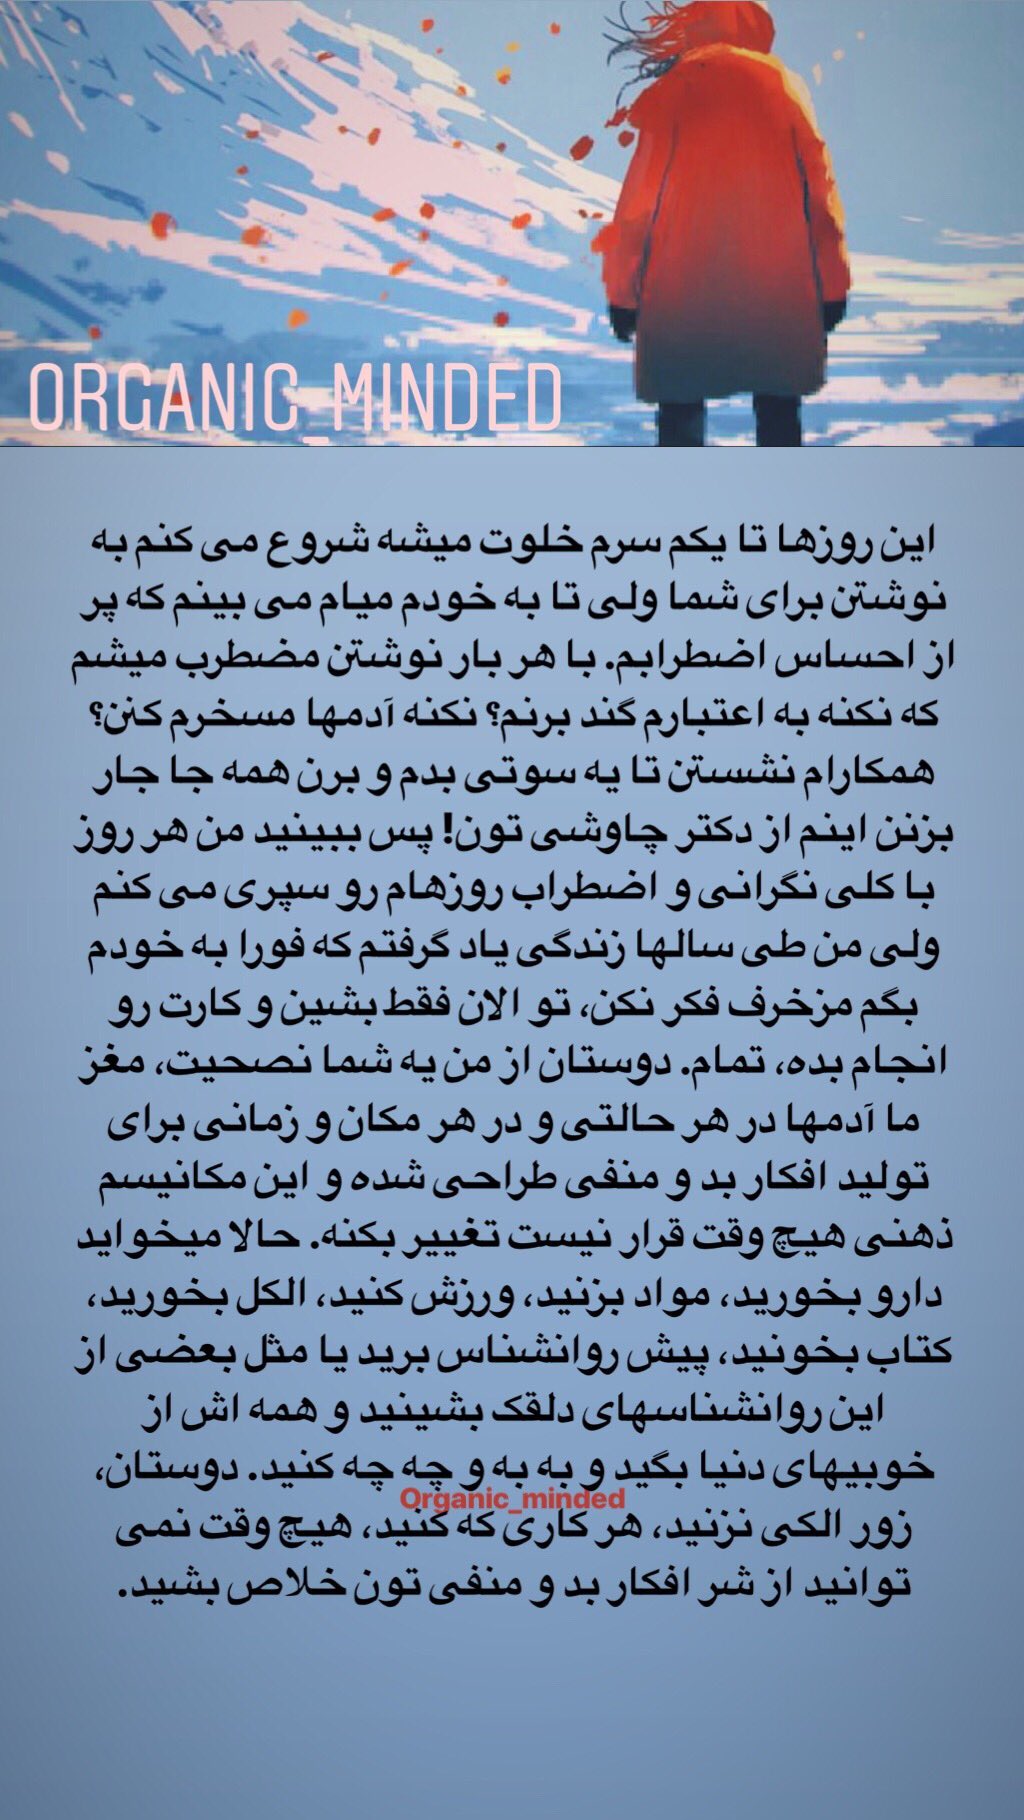 ORGANIC_MINDED
این روزها تا یکم سرم خلوت میشه شروع می کنم به
نوشتن برای شما ولی تا به خودم میام می بینم که پر
از احساس اضطرابم. با هر بار نوشتن مضطرب میشم
که نکنه به اعتبارم گند برنم؟ نکنه آدمها مسخرم کنن؟
همکارام نشستن تا یه سوتی بدم و برن همه جا جار
بزنن اینم از دکتر چاوشی تون! پس ببینید من هر روز
با کلی نگرانی و اضطراب روزهام رو سپری می کنم
ولی من طی سالها زندگی یاد گرفتم که فورا به خودم
بگم مزخرف فکر نکن، تو الان فقط بشین و کارت رو
انجام بده، تمام. دوستان از من یه شما نصحیت، مغز
ما آدمها در هر حالتی و در هر مکان و زمانی برای
تولید افکار بد و منفی طراحی شده و این مکانیسم
ذهنی هیچ وقت قرار نیست تغییر بکنه. حالا میخواید
دارو بخورید، مواد بزنید، ورزش کنید، الکل بخورید،
کتاب بخونید، پیش روانشناس برید یا مثل بعضی از
این روانشناسهای دلقک بشینید و همه اش از
خوبیهای دنیا بگید و به به و چه چه کنید. دوستان،
Organic_minded
زور الکی نزنید، هر کاری که کنید، هیچ وقت نمی
توانید از شر افکار بد و منفی تون خلاص بشید.